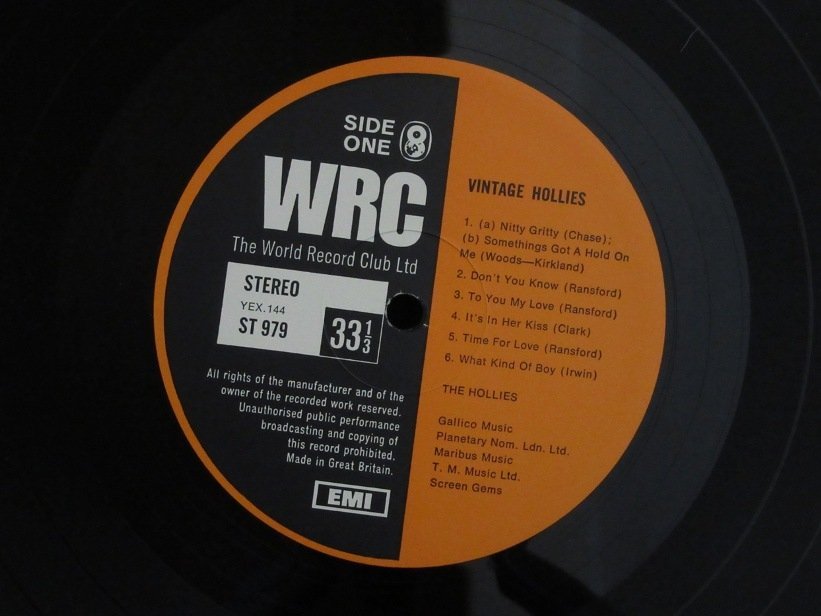 SIDE
ONE
8
WRC
The World Record Club Ltd
STEREO
YEX.144
ST 979
33 1/3
All rights of the manufacturer and of the
owner of the recorded work reserved.
Unauthorised public performance
broadcasting and copying of
this record prohibited.
Made in Great Britain.
EMI
VINTAGE HOLLIES
1. (a) Nitty Gritty (Chase);
(b) Somethings Got A Hold On
Me (Woods—Kirkland)
2. Don't You Know (Ransford)
3. To You My Love (Ransford)
4. It's In Her Kiss (Clark)
5. Time For Love (Ransford)
6. What Kind Of Boy (Irwin)
THE HOLLIES
Gallico Music
Planetary Nom. Ldn. Ltd.
Maribus Music
T. M. Music Ltd.
Screen Gems